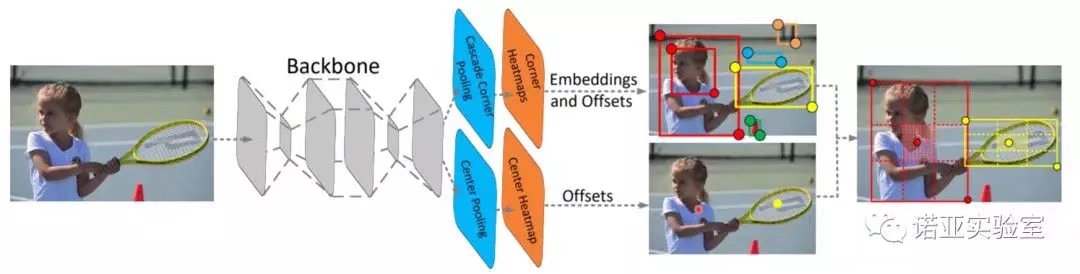 Backbone
Cascade Corner
Pooling
Corner
Heatmaps
Embeddings
and Offsets
Center Pooling
Center Heatmap
Offsets
诺亚实验室